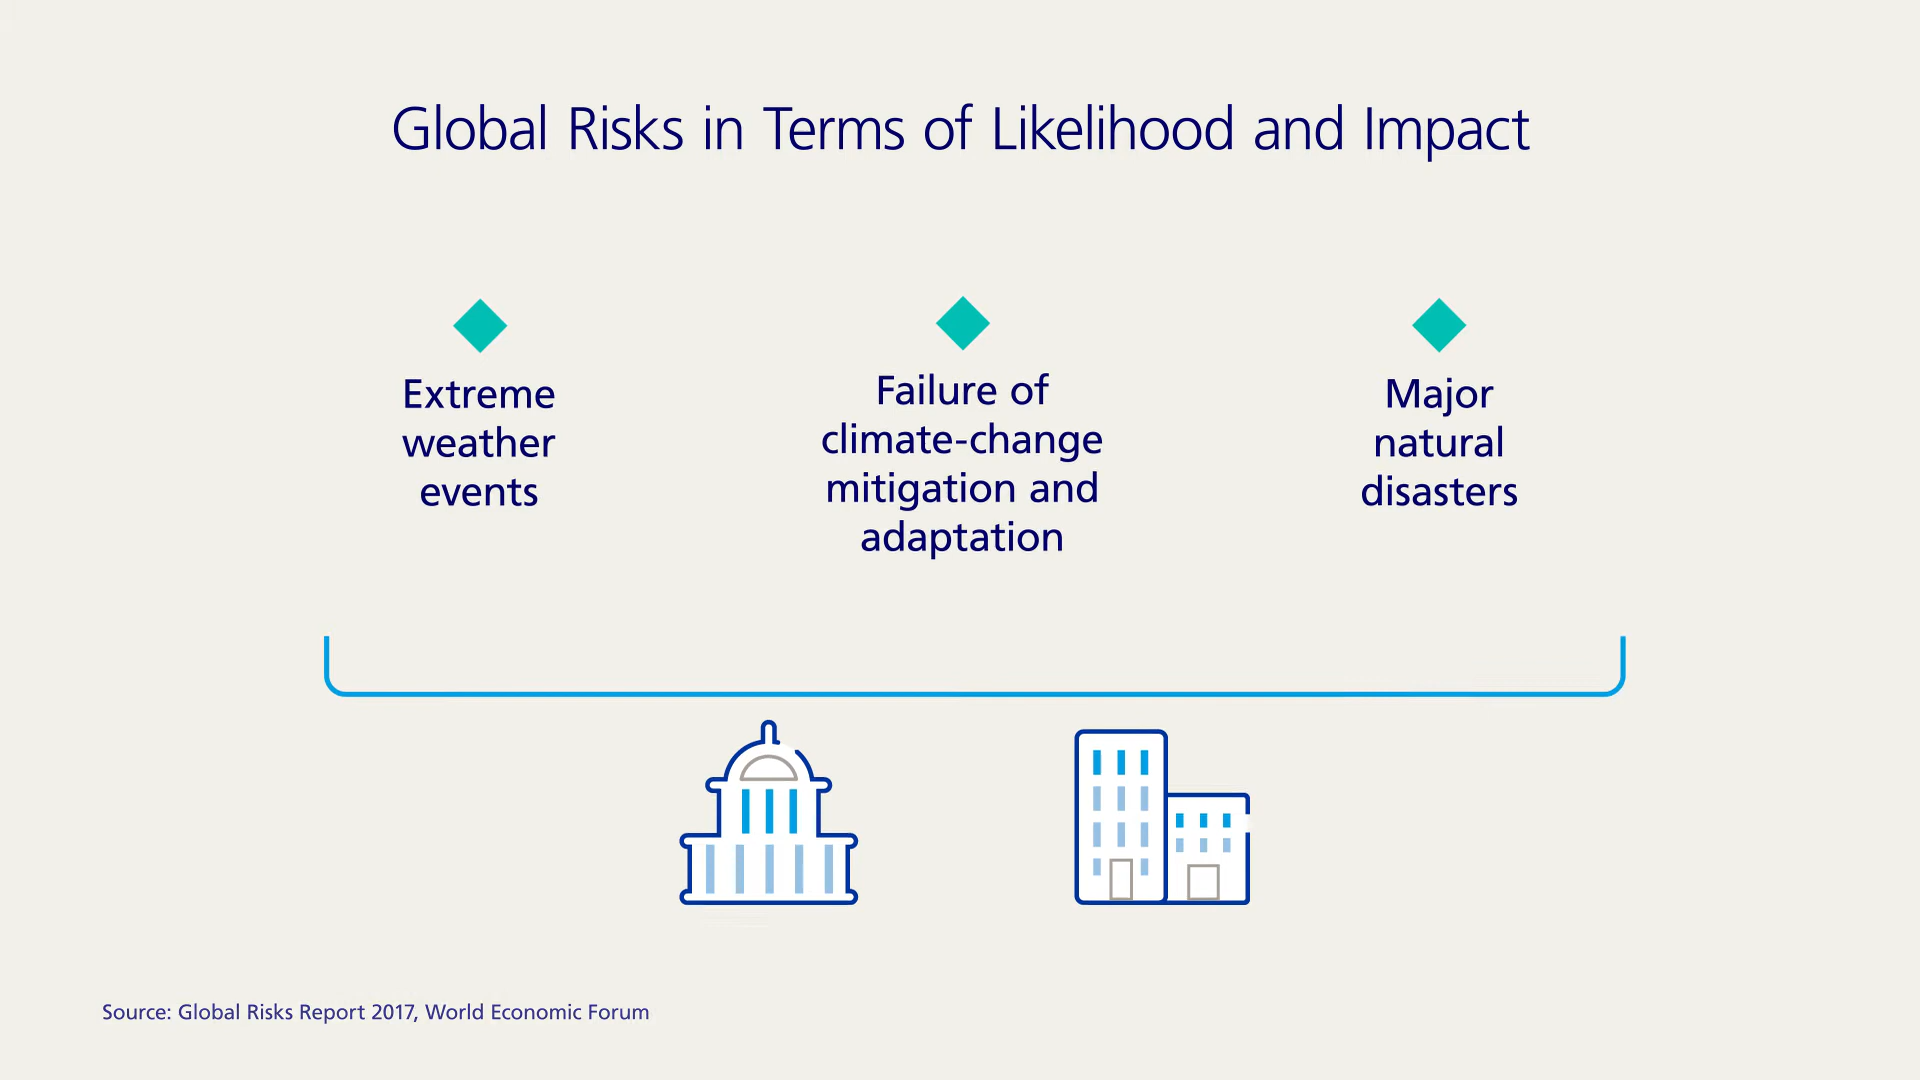 Global Risks in Terms of Likelihood and Impact
Extreme
weather
events
Failure of
climate-change
mitigation and
adaptation
Major
natural
disasters
Source: Global Risks Report 2017, World Economic Forum